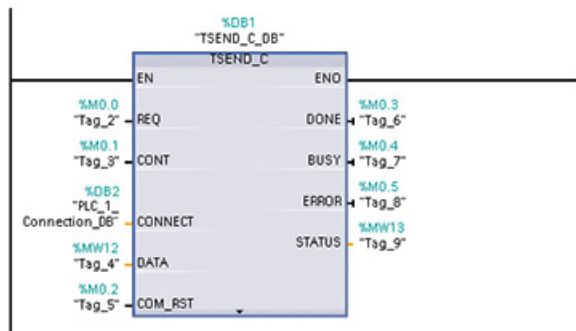 %DB1
"TSEND_C_DB"
TSEND_C
EN ENO
%M0.0 %M0.3
"Tag_2" REQ DONE "Tag_6"
%M0.1 %M0.4
"Tag_3" CONT BUSY "Tag_7"
%DB2 %M0.5
"PLC_1_ ERROR "Tag_8"
Connection_DB" CONNECT %MW13
%MW12 STATUS "Tag_9"
"Tag_4" DATA
%M0.2
"Tag_5" COM_RST